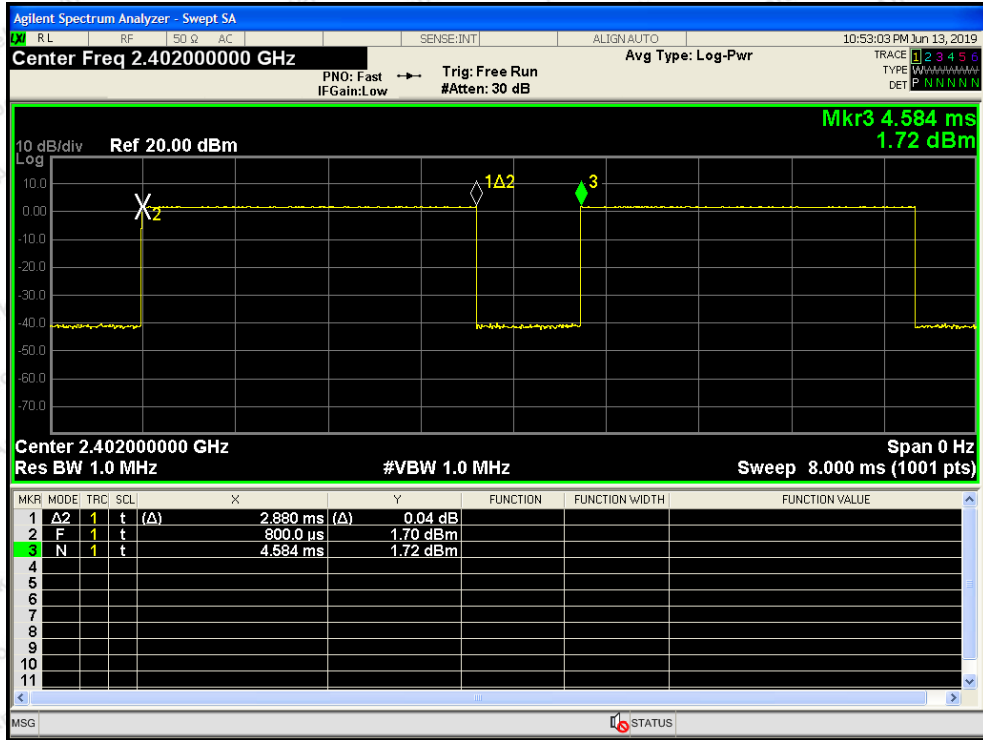 Agilent Spectrum Analyzer - Swept SA
LXI RL RF 50 Ω AC SENSE:INT ALIGN AUTO 10:53:03 PM Jun 13, 2019
Center Freq 2.402000000 GHz
PNO: Fast
IFGain:Low
Trig: Free Run
#Atten: 30 dB
Avg Type: Log-Pwr
TRACE 1 2 3 4 5 6
TYPE WWWWWW
DET P N N N N N
Mkr3 4.584 ms
1.72 dBm
10 dB/div Ref 20.00 dBm
Log
10.0
0.00
-10.0
-20.0
-30.0
-40.0
-50.0
-60.0
-70.0
2
1Δ2
3
Center 2.402000000 GHz Span 0 Hz
Res BW 1.0 MHz #VBW 1.0 MHz Sweep 8.000 ms (1001 pts)
MKR MODE TRC SCL X Y FUNCTION FUNCTION WIDTH FUNCTION VALUE
1 Δ2 1 t (Δ) 2.880 ms (Δ) 0.04 dB
2 F 1 t 800.0 µs 1.70 dBm
3 N 1 t 4.584 ms 1.72 dBm
4
5
6
7
8
9
10
11
MSG STATUS